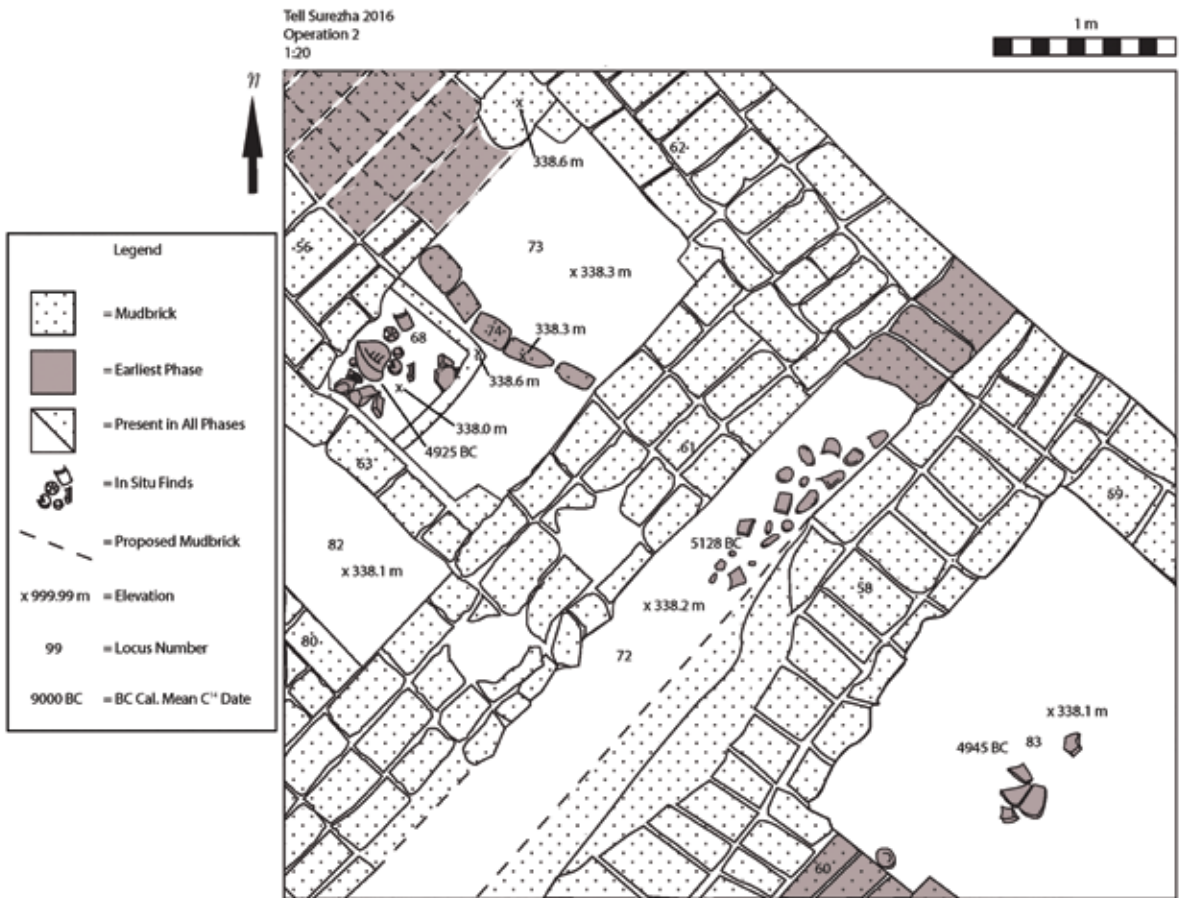 Tell Surezha 2016
Operation 2
1:20
1 m
n
Legend
= Mudbrick
= Earliest Phase
= Present in All Phases
= In Situ Finds
= Proposed Mudbrick
x 999.99 m = Elevation
99 = Locus Number
9000 BC = BC Cal. Mean C¹⁴ Date
x
338.6 m
62
56
73
x 338.3 m
68
74
338.3 m
x
338.6 m
x
338.0 m
4925 BC
63
61
82
x 338.1 m
5128 BC
69
58
x 338.2 m
80
72
x 338.1 m
4945 BC
83
60